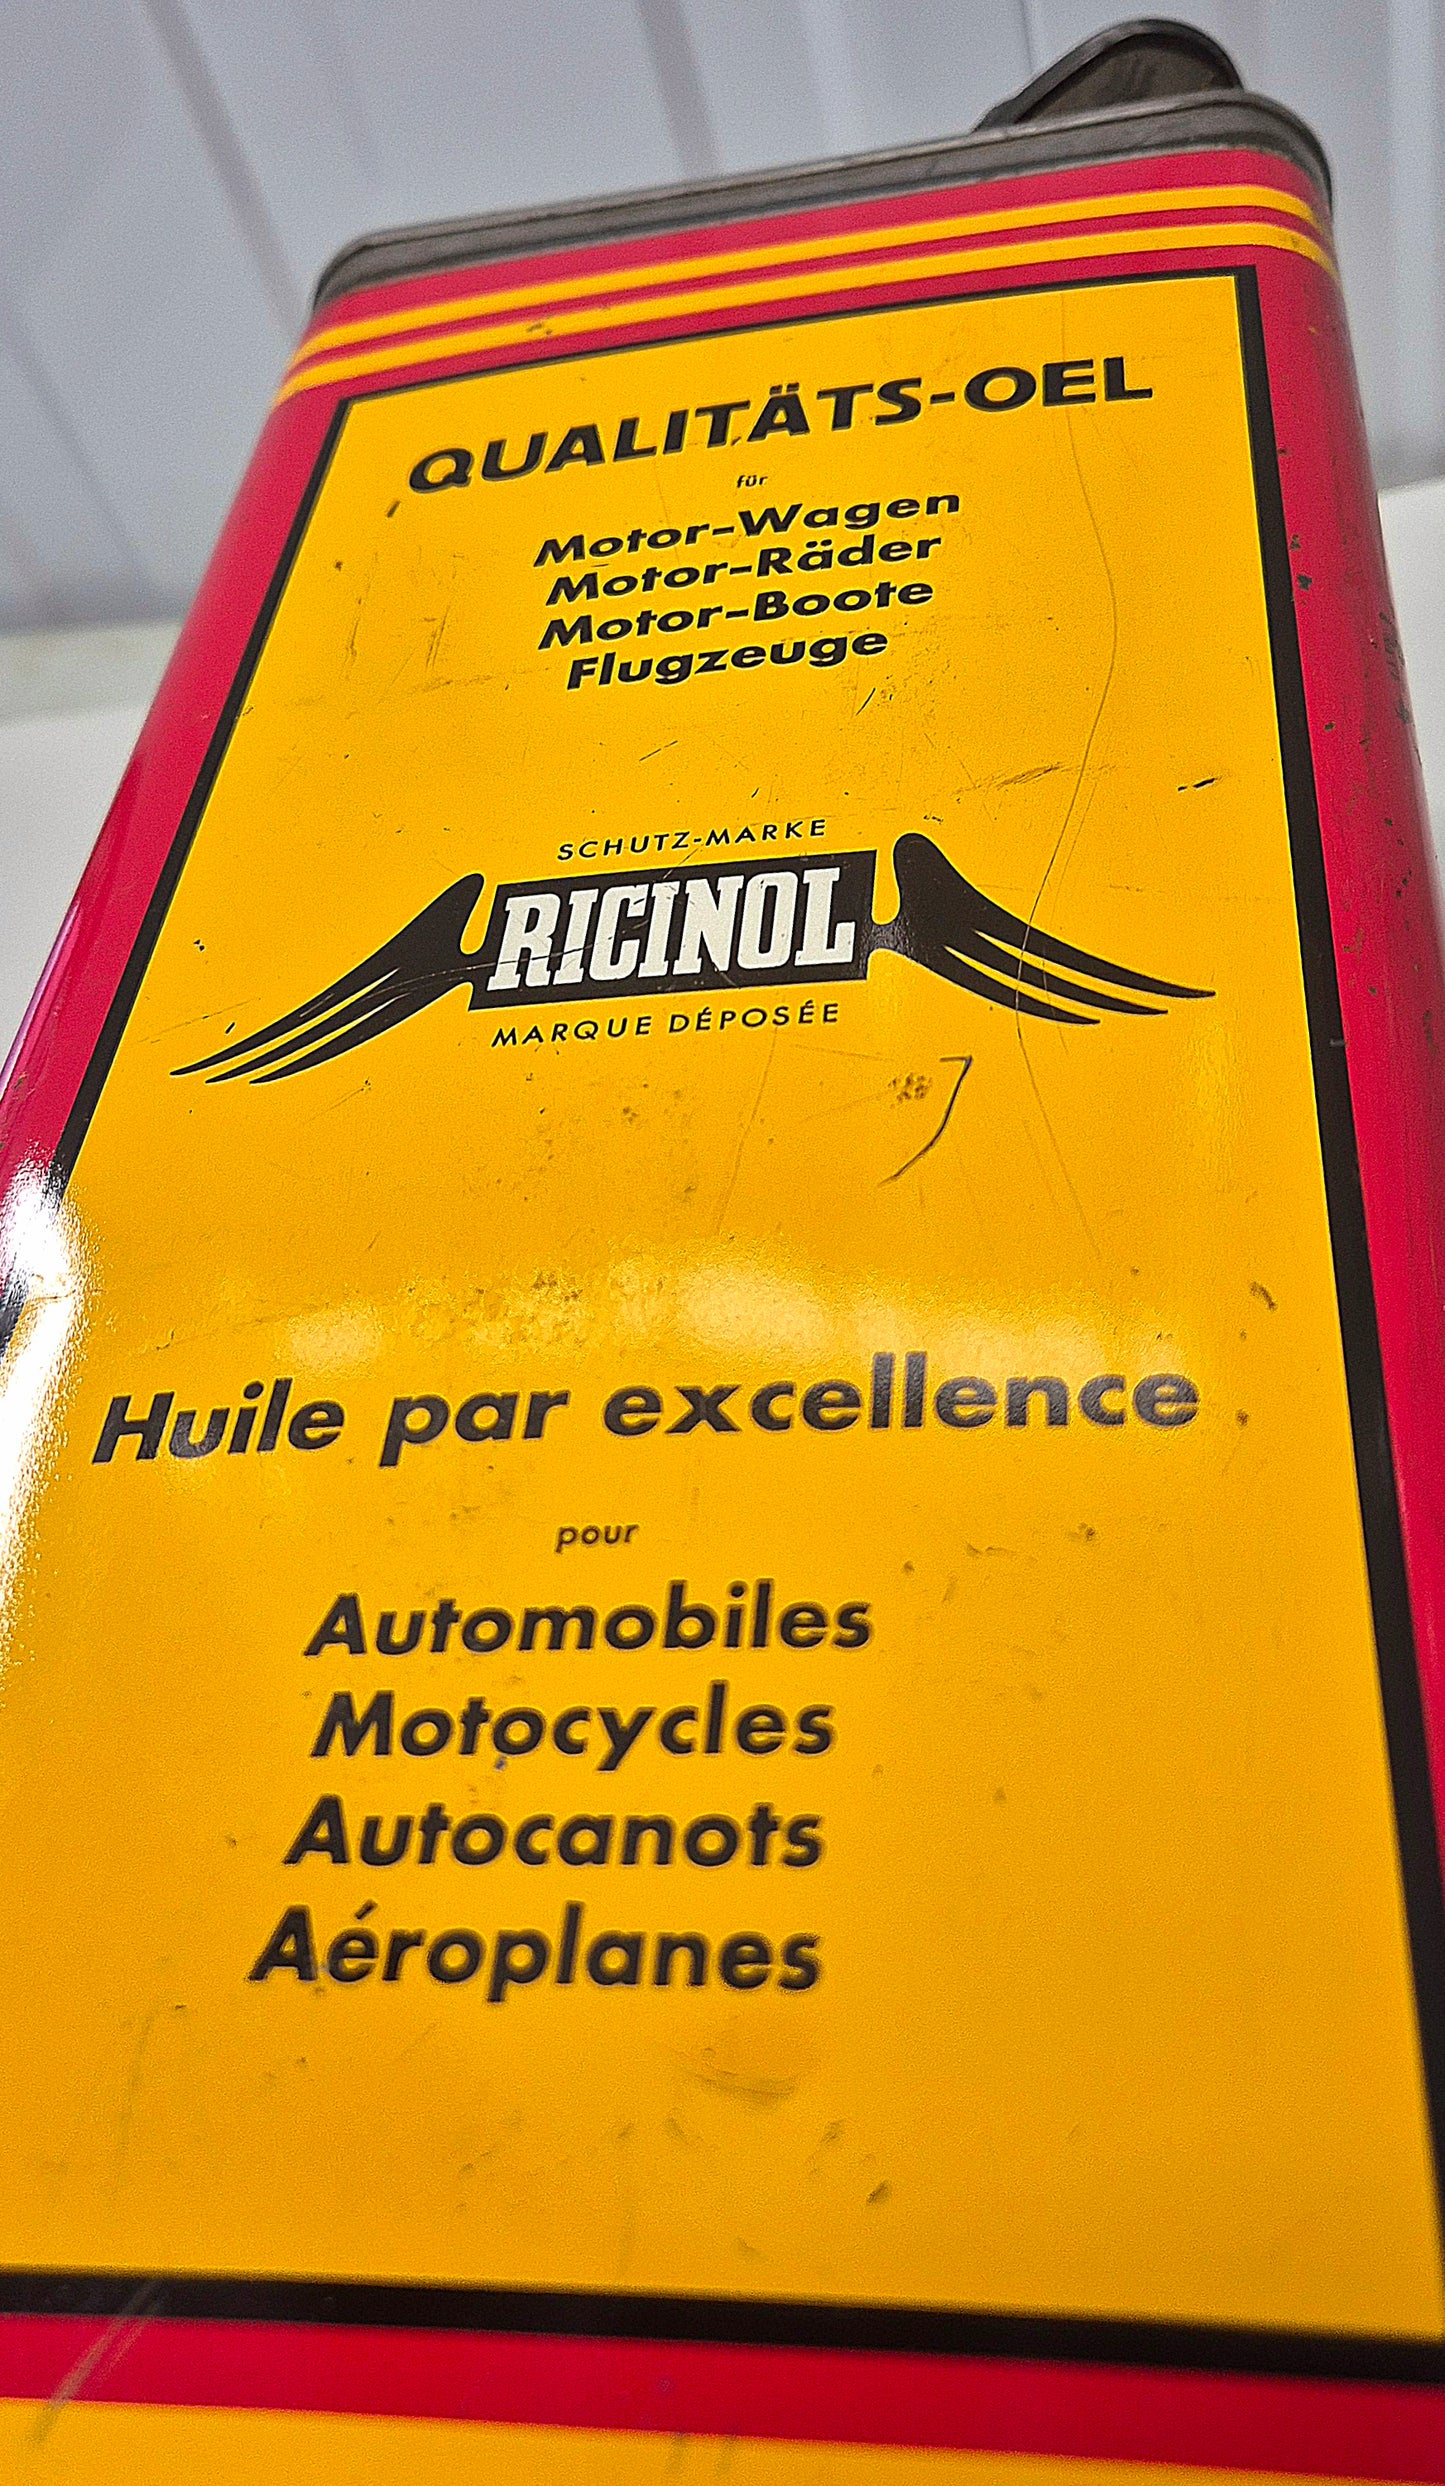 QUALITÄTS-OEL
für
Motor-Wagen
Motor-Räder
Motor-Boote
Flugzeuge
SCHUTZ-MARKE
RICINOL
MARQUE DÉPOSÉE
Huile par excellence
pour
Automobiles
Motocycles
Autocanots
Aéroplanes